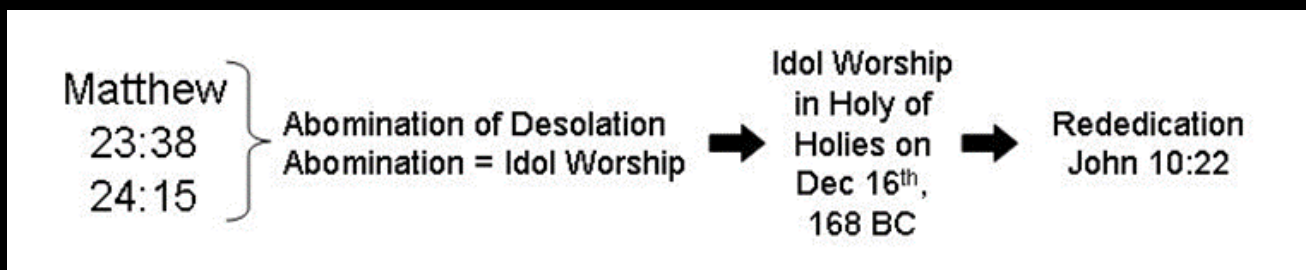 Matthew
23:38
24:15
Abomination of Desolation
Abomination = Idol Worship
Idol Worship
in Holy of
Holies on
Dec 16th,
168 BC
Rededication
John 10:22